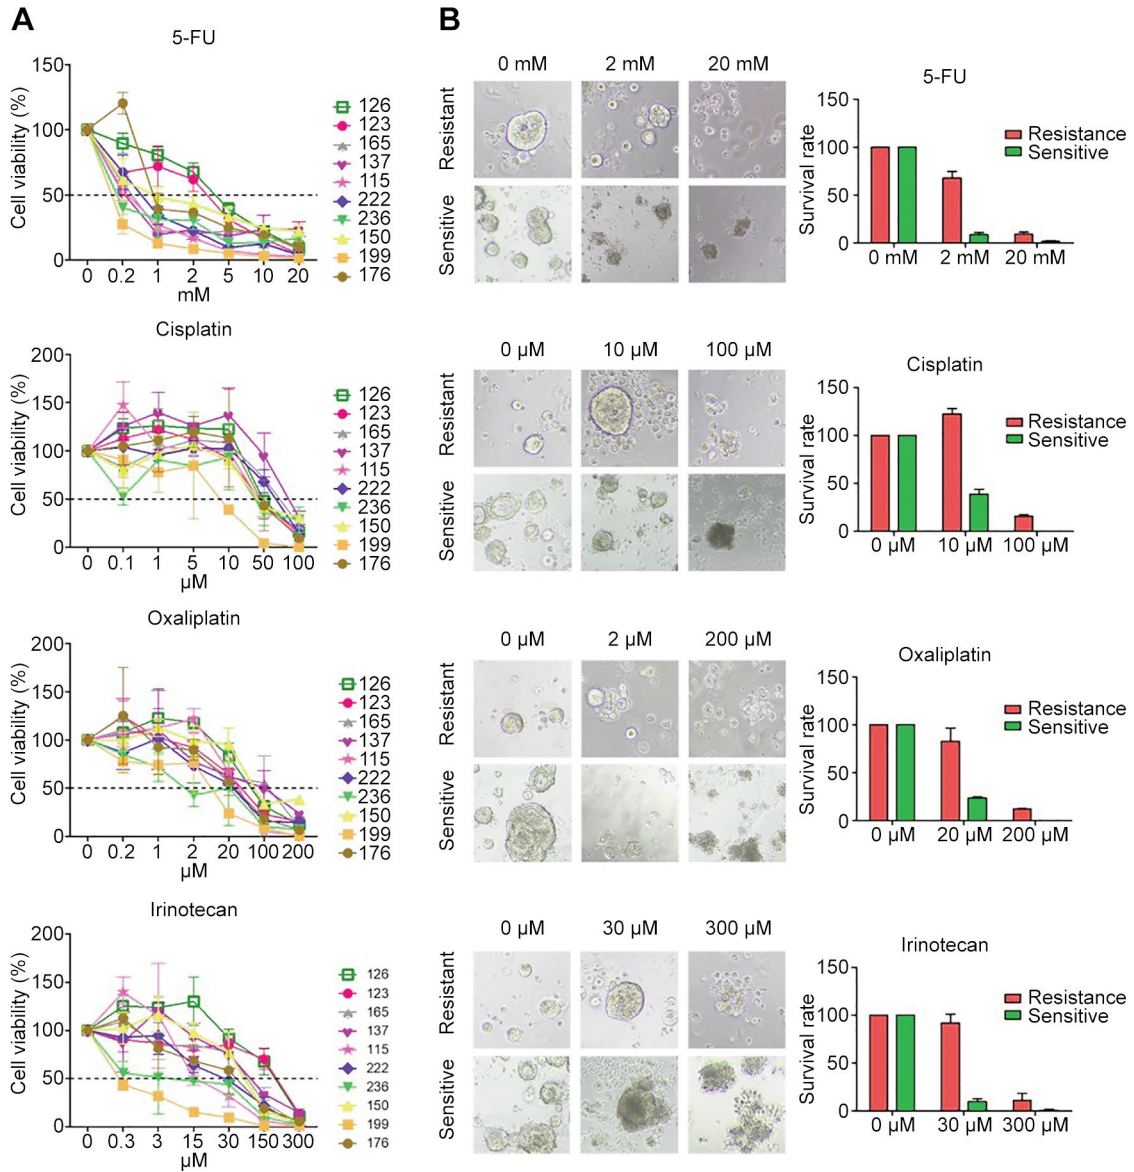 A
5-FU
Cell viability (%)
150
100
50
0
0 0.2 1 2 5 10 20
mM
126
123
165
137
115
222
236
150
199
176
Cisplatin
Cell viability (%)
200
150
100
50
0
0 0.1 1 5 10 50 100
µM
126
123
165
137
115
222
236
150
199
176
Oxaliplatin
Cell viability (%)
200
150
100
50
0
0 0.2 1 2 20 100 200
µM
126
123
165
137
115
222
236
150
199
176
Irinotecan
Cell viability (%)
200
150
100
50
0
0 0.3 3 15 30 150 300
µM
126
123
165
137
115
222
236
150
199
176
B
0 mM 2 mM 20 mM
Resistant
Sensitive
5-FU
Survival rate
150
100
50
0
0 mM 2 mM 20 mM
Resistance
Sensitive
0 µM 10 µM 100 µM
Resistant
Sensitive
Cisplatin
Survival rate
150
100
50
0
0 µM 10 µM 100 µM
Resistance
Sensitive
0 µM 2 µM 200 µM
Resistant
Sensitive
Oxaliplatin
Survival rate
150
100
50
0
0 µM 20 µM 200 µM
Resistance
Sensitive
0 µM 30 µM 300 µM
Resistant
Sensitive
Irinotecan
Survival rate
150
100
50
0
0 µM 30 µM 300 µM
Resistance
Sensitive